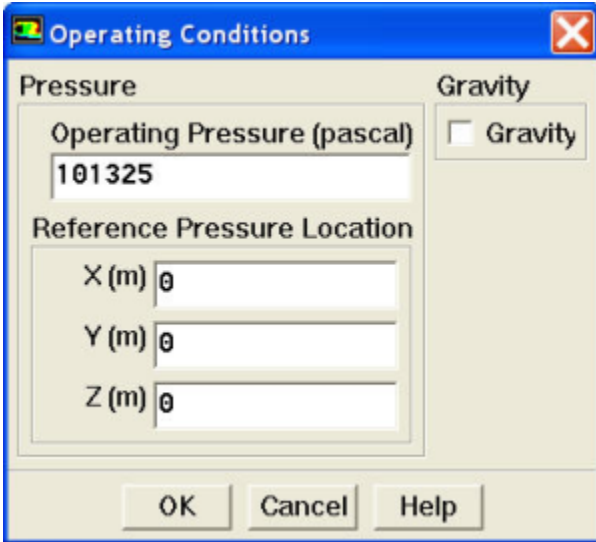 Operating Conditions
Pressure
Gravity
Operating Pressure (pascal)
Gravity
101325
Reference Pressure Location
X (m) 0
Y (m) 0
Z (m) 0
OK Cancel Help